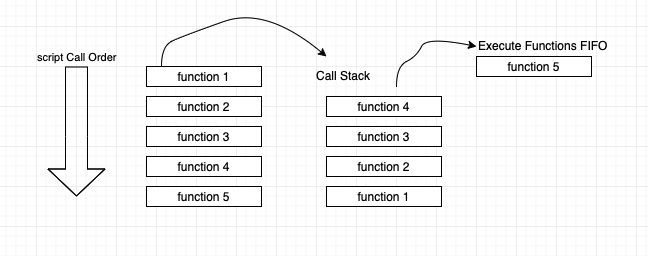 script Call Order
function 1
function 2
function 3
function 4
function 5
Call Stack
function 4
function 3
function 2
function 1
Execute Functions FIFO
function 5